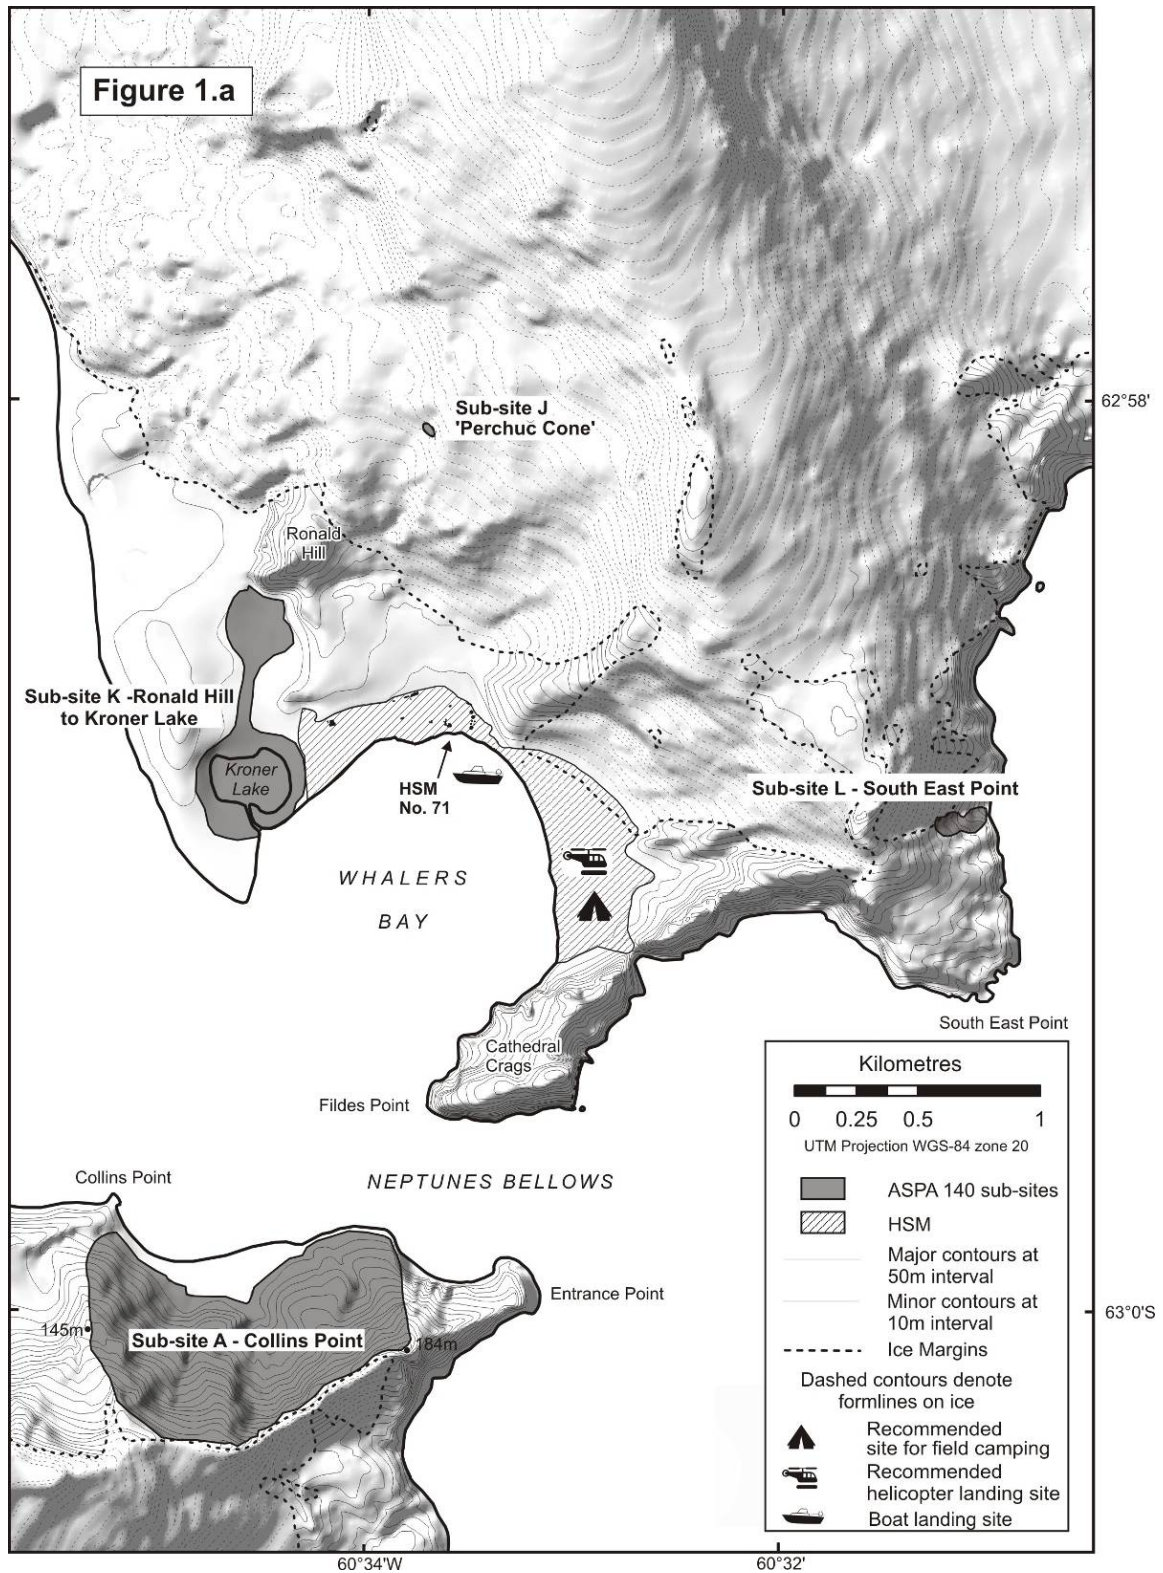 Figure 1.a
Sub-site J
'Perchuc Cone'
62°58'
Ronald
Hill
Sub-site K -Ronald Hill
to Kroner Lake
Kroner
Lake
HSM
No. 71
Sub-site L - South East Point
WHALERS
BAY
Cathedral
Crags
South East Point
Fildes Point
Collins Point
NEPTUNES BELLOWS
Entrance Point
145m
Sub-site A - Collins Point
184m
63°0'S
Kilometres
0 0.25 0.5 1
UTM Projection WGS-84 zone 20
ASPA 140 sub-sites
HSM
Major contours at
50m interval
Minor contours at
10m interval
Ice Margins
Dashed contours denote
formlines on ice
Recommended
site for field camping
Recommended
helicopter landing site
Boat landing site
60°34'W
60°32'